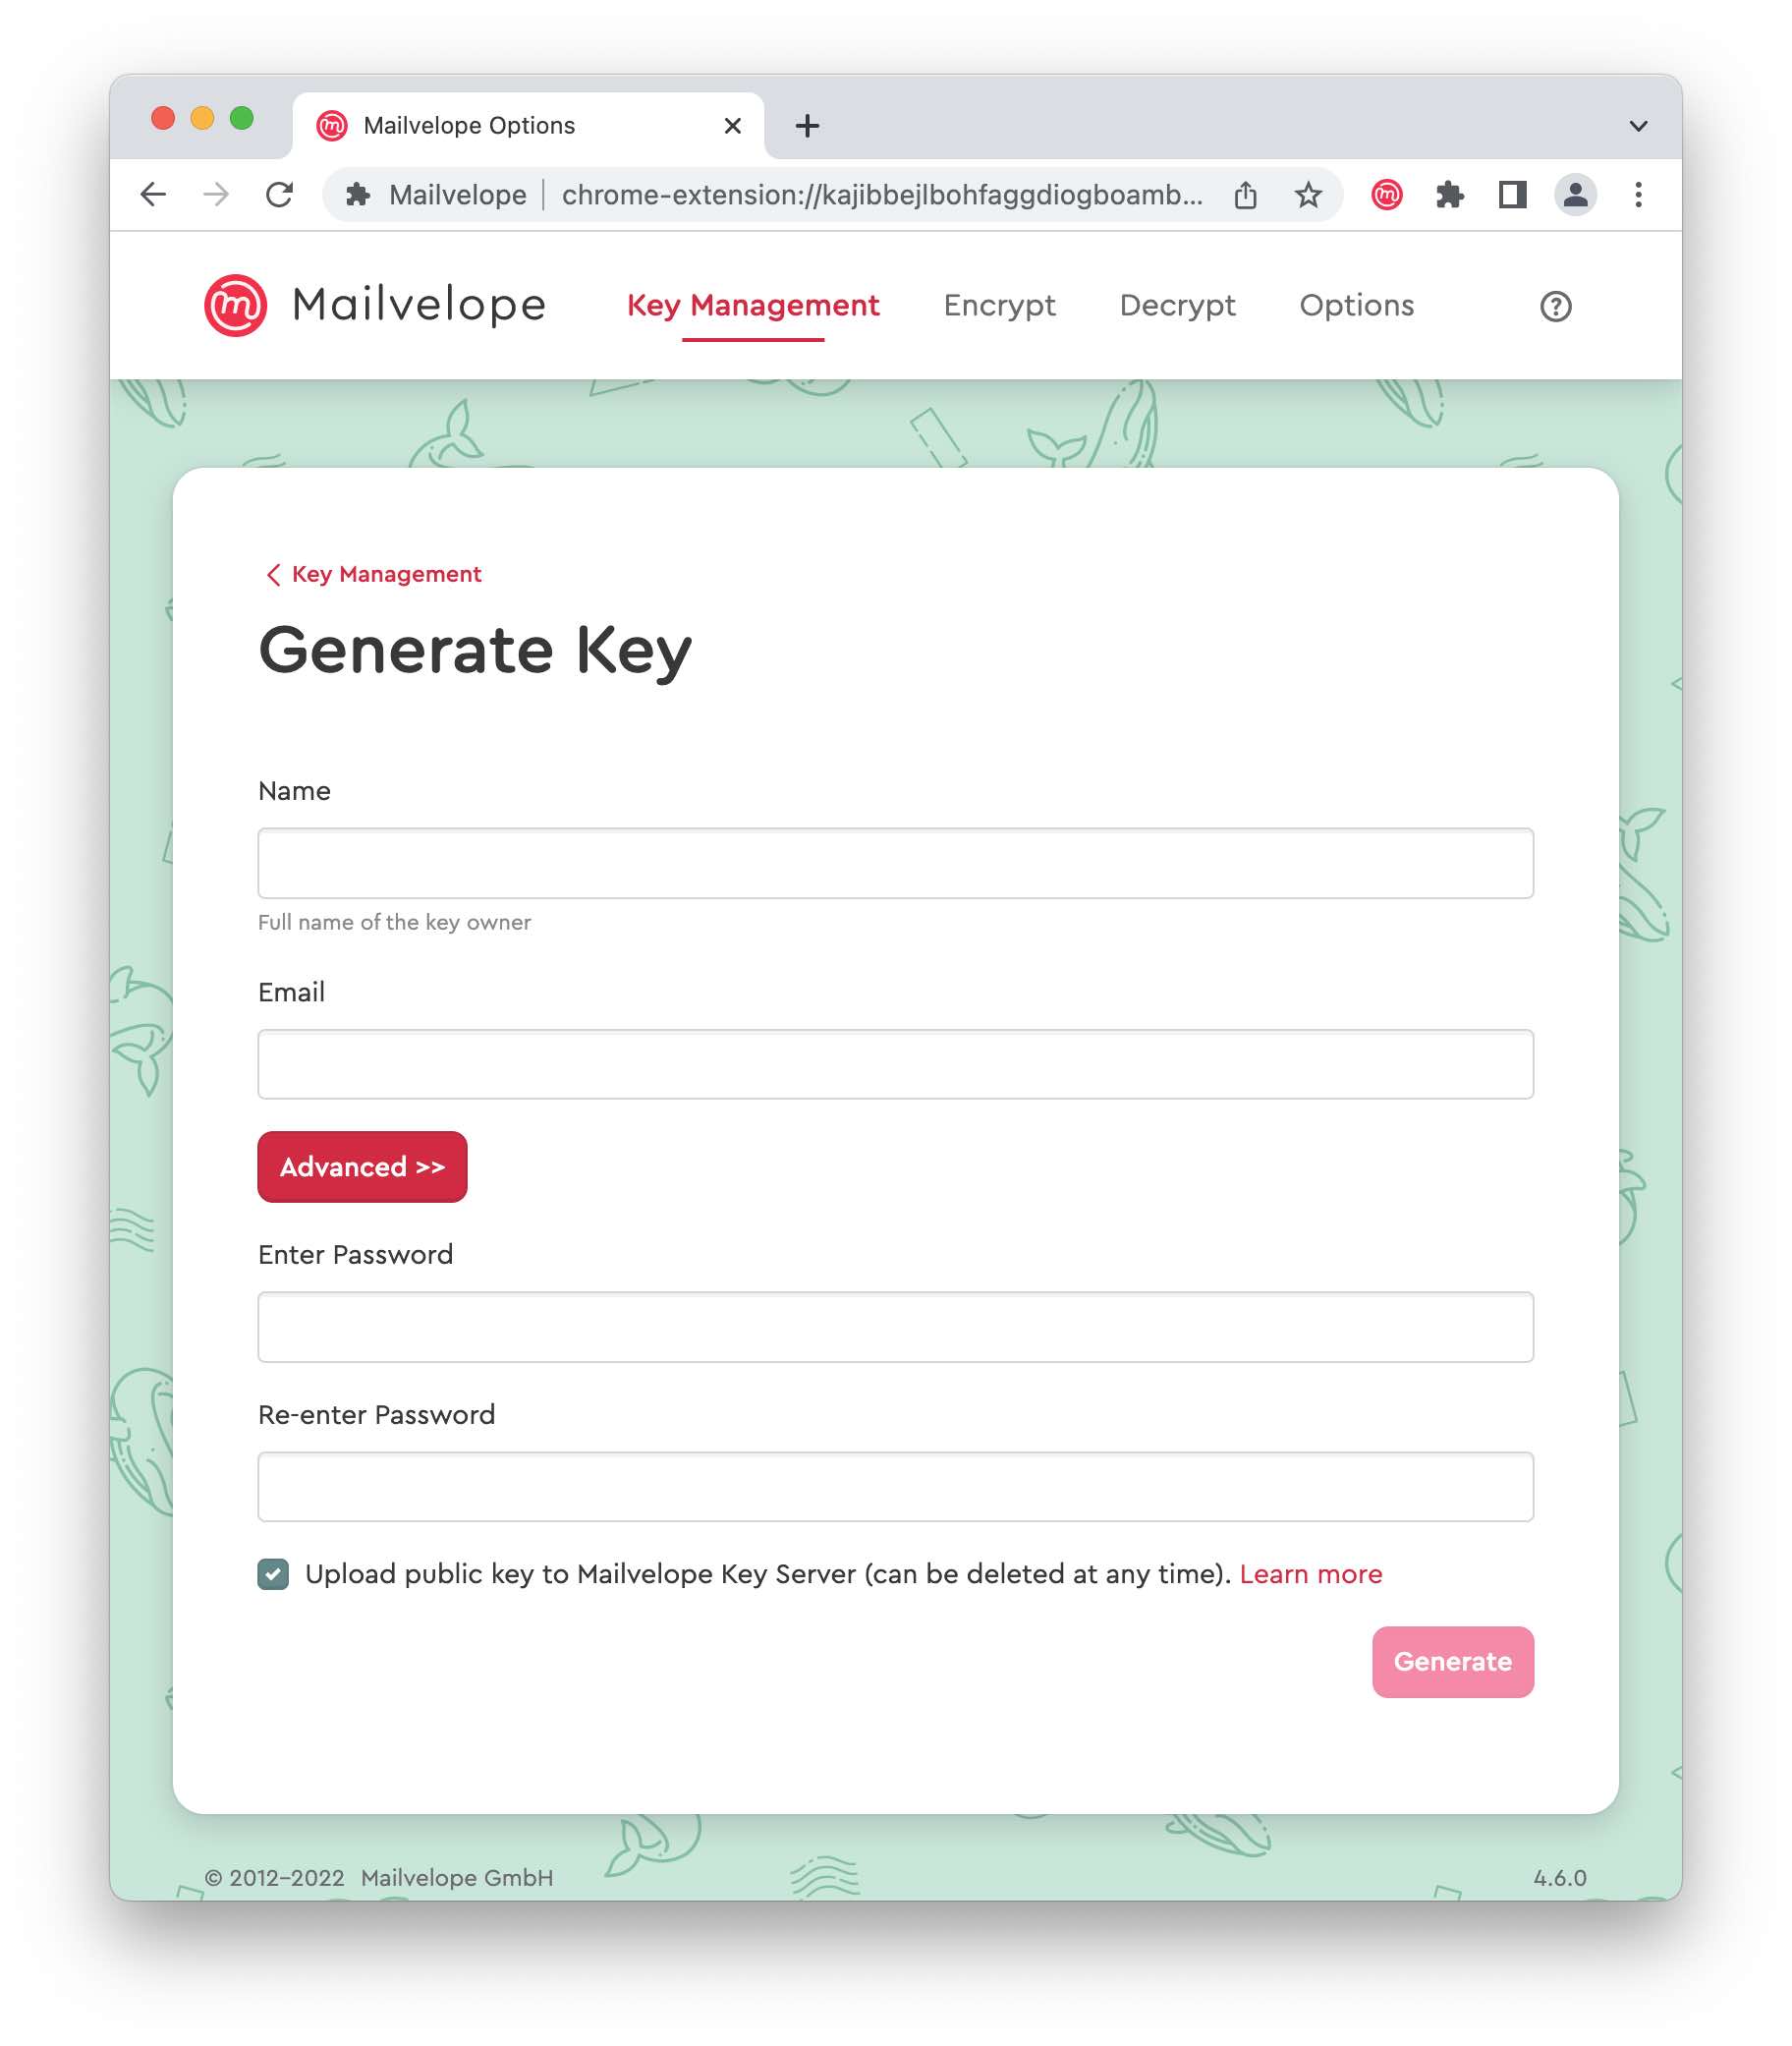 Mailvelope Options
Mailvelope chrome-extension://kajibbejlbohfaggdiogboamb...
Mailvelope Key Management Encrypt Decrypt Options
Key Management
Generate Key
Name
Full name of the key owner
Email
Advanced >>
Enter Password
Re-enter Password
Upload public key to Mailvelope Key Server (can be deleted at any time). Learn more
Generate
© 2012–2022 Mailvelope GmbH 4.6.0